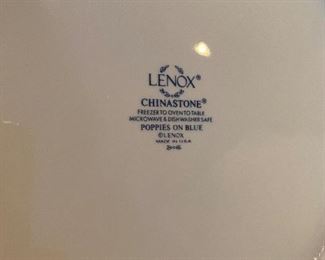 LENOX®
CHINASTONE®
FREEZER TO OVEN TO TABLE
MICROWAVE & DISHWASHER SAFE
POPPIES ON BLUE
©LENOX
MADE IN U.S.A.